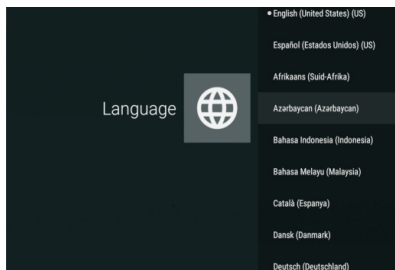 English (United States) (US)
Español (Estados Unidos) (US)
Afrikaans (Suid-Afrika)
Language
Azərbaycan (Azərbaycan)
Bahasa Indonesia (Indonesia)
Bahasa Melayu (Malaysia)
Català (Espanya)
Dansk (Danmark)
Deutsch (Deutschland)